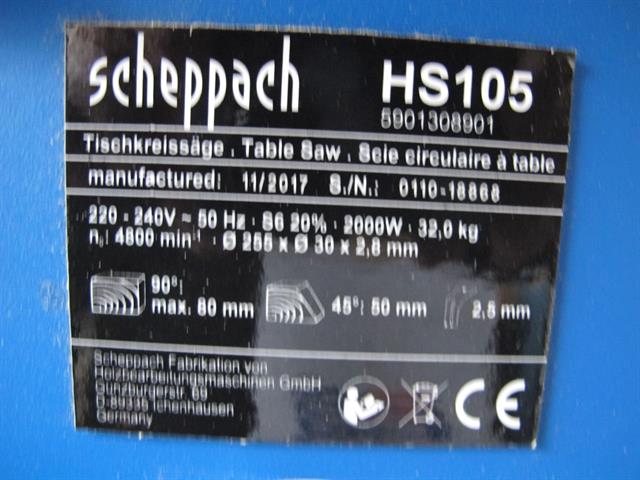 scheppach HS105
5901308901
Tischkreissäge . Table Saw . Scie circulaire à table
manufactured: 11/2017 S./N.: 0110-18868
220 - 240V ~ 50 Hz : S6 20% : 2000W : 32,0 kg
n₀: 4800 min⁻¹ Ø 255 x Ø 30 x 2,8 mm
90°:
max. 80 mm 45°: 50 mm 2,5 mm
Scheppach Fabrikation von
Holzbearbeitungsmaschinen GmbH
Günzburgerstr. 69
D-89335 Ichenhausen
Germany
CE